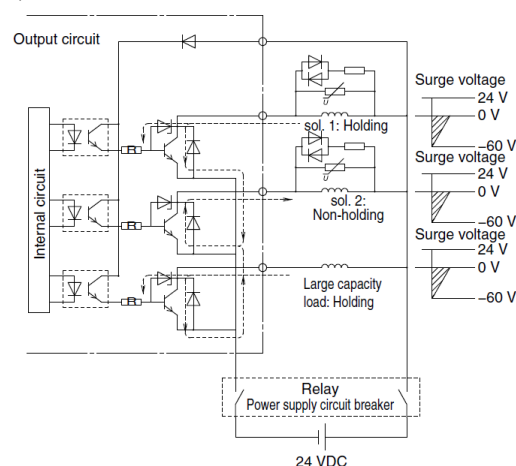 Output circuit
Internal circuit
R
R
R
U
sol. 1: Holding
U
sol. 2:
Non-holding
Large capacity
load: Holding
Surge voltage
24 V
0 V
–60 V
Surge voltage
24 V
0 V
–60 V
Surge voltage
24 V
0 V
–60 V
Relay
Power supply circuit breaker
24 VDC